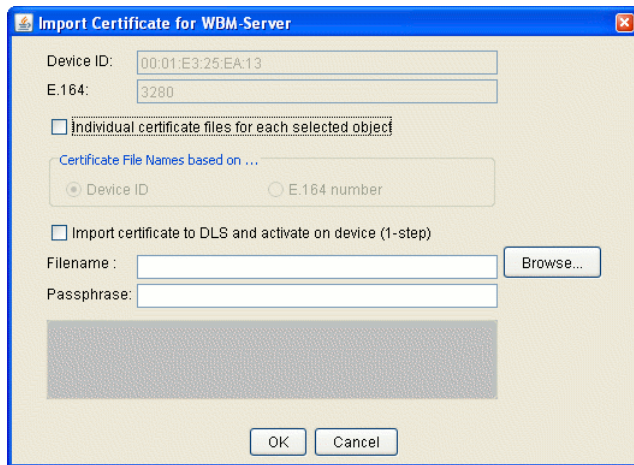 Import Certificate for WBM-Server
Device ID: 00:01:E3:25:EA:13
E.164: 3280
Individual certificate files for each selected object
Certificate File Names based on ...
Device ID E.164 number
Import certificate to DLS and activate on device (1-step)
Filename : Browse...
Passphrase:
OK Cancel